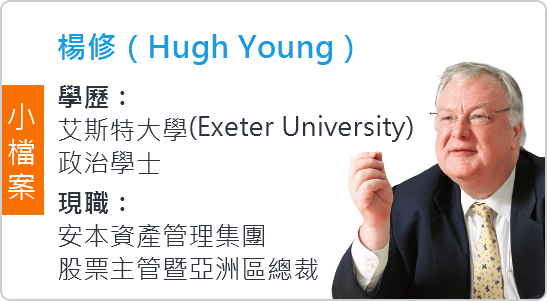 楊修（Hugh Young）
小檔案
學歷：
艾斯特大學(Exeter University)
政治學士
現職：
安本資產管理集團
股票主管暨亞洲區總裁